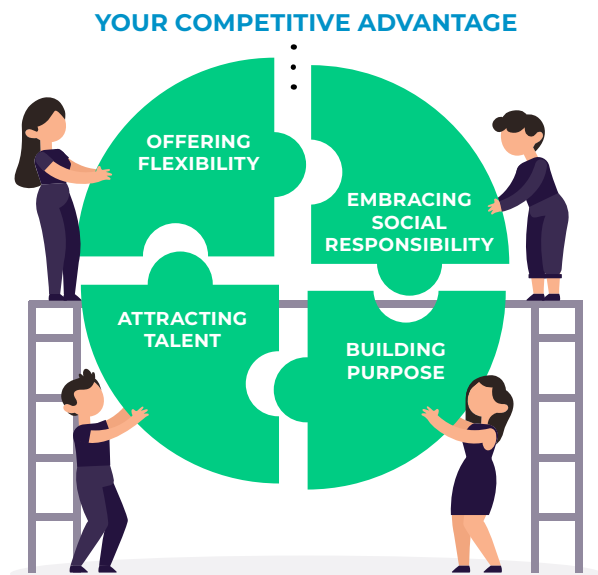 YOUR COMPETITIVE ADVANTAGE
OFFERING
FLEXIBILITY
EMBRACING
SOCIAL
RESPONSIBILITY
ATTRACTING
TALENT
BUILDING
PURPOSE